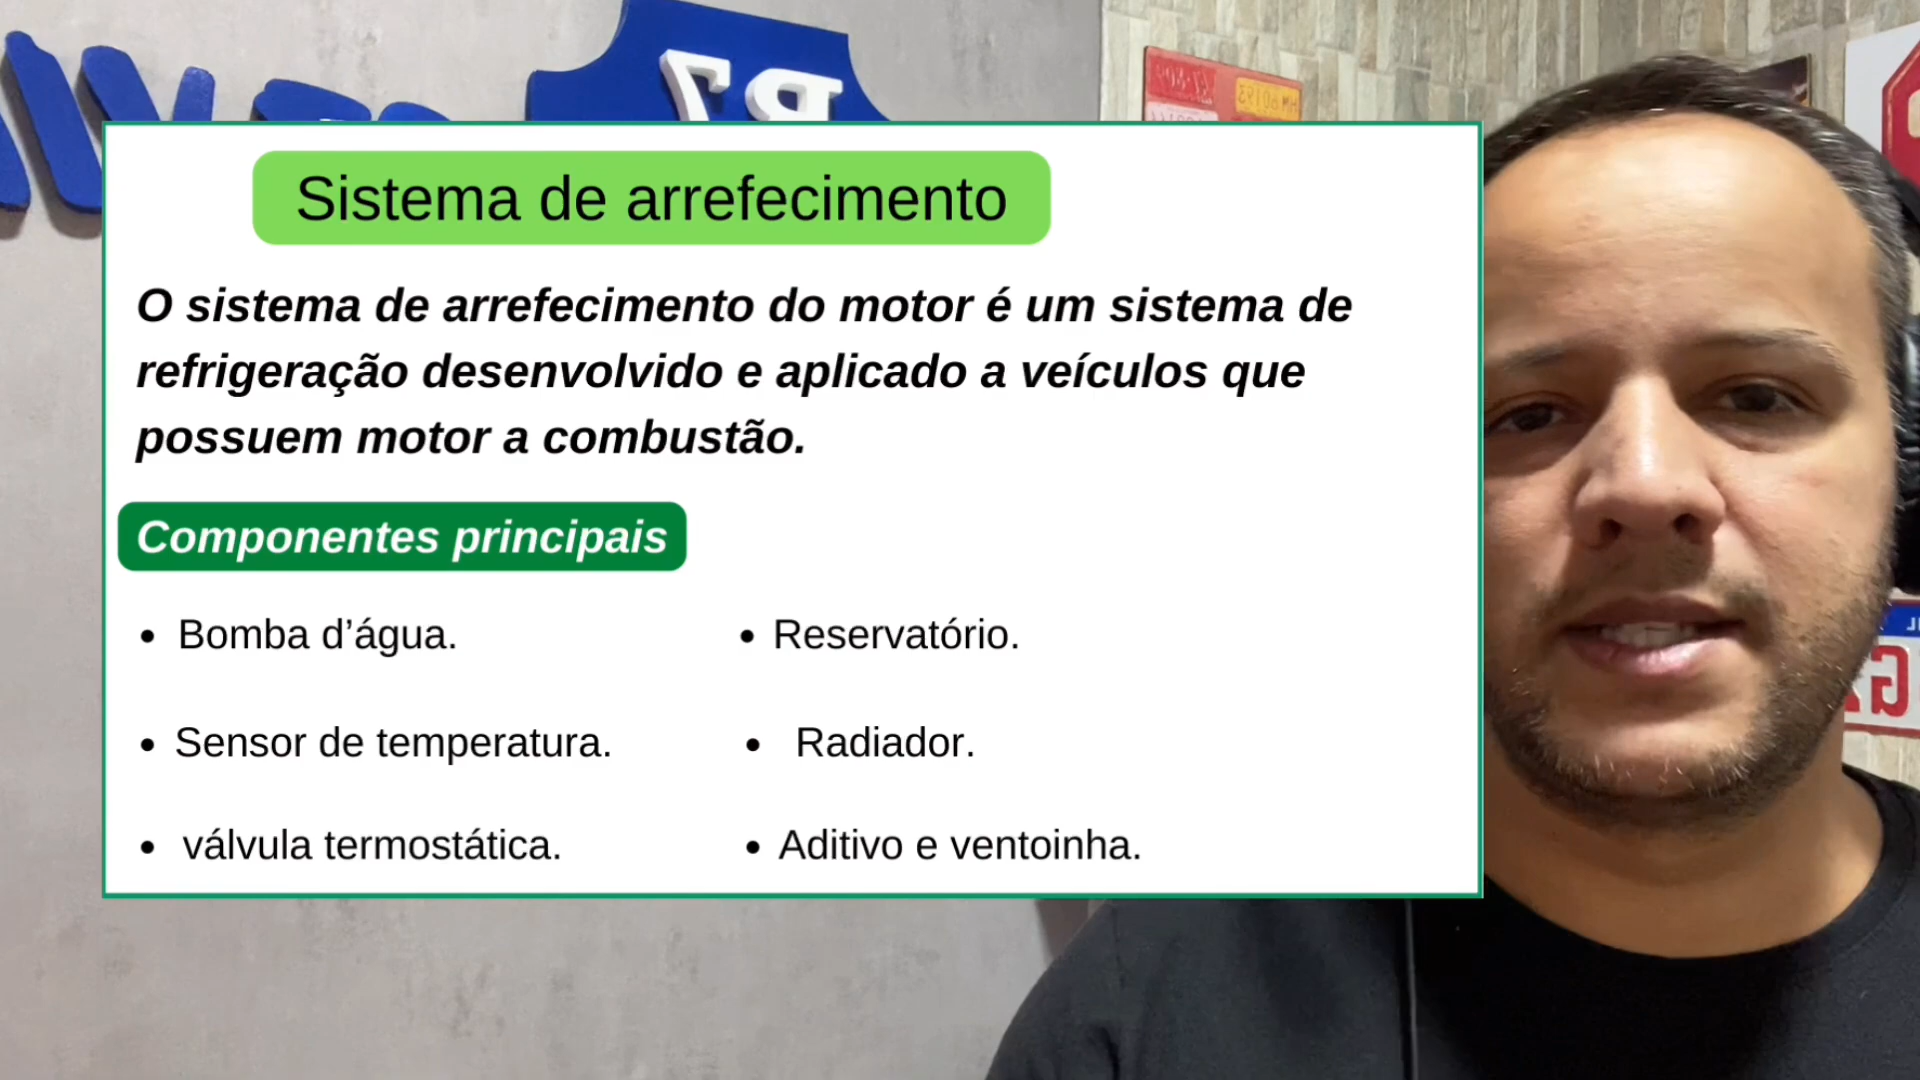 Sistema de arrefecimento
O sistema de arrefecimento do motor é um sistema de
refrigeração desenvolvido e aplicado a veículos que
possuem motor a combustão.
Componentes principais
• Bomba d’água.
• Reservatório.
• Sensor de temperatura.
• Radiador.
• válvula termostática.
• Aditivo e ventoinha.
B7